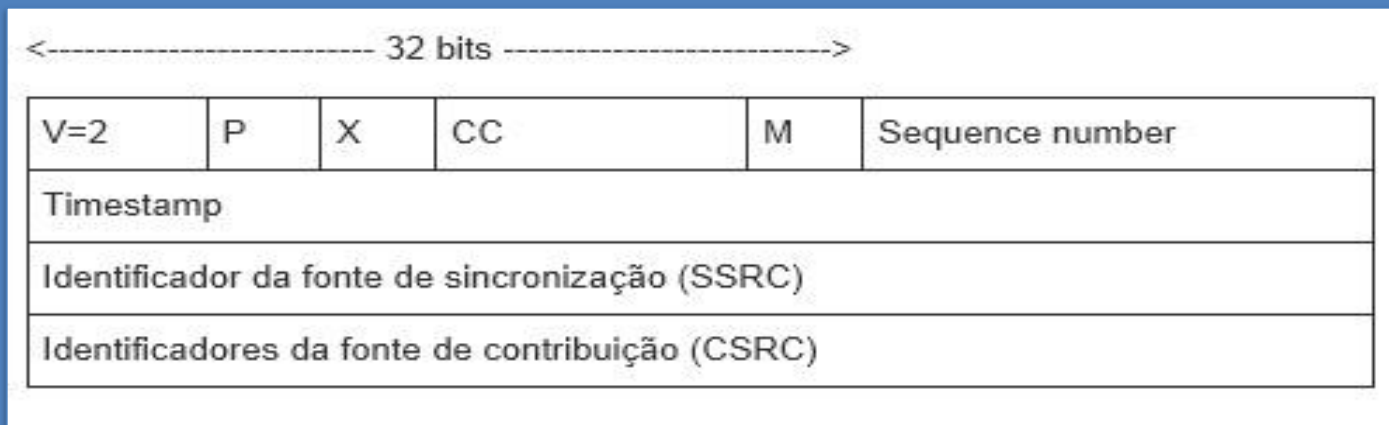 <--------------------------- 32 bits --------------------------->
V=2 P X CC M Sequence number
Timestamp
Identificador da fonte de sincronização (SSRC)
Identificadores da fonte de contribuição (CSRC)